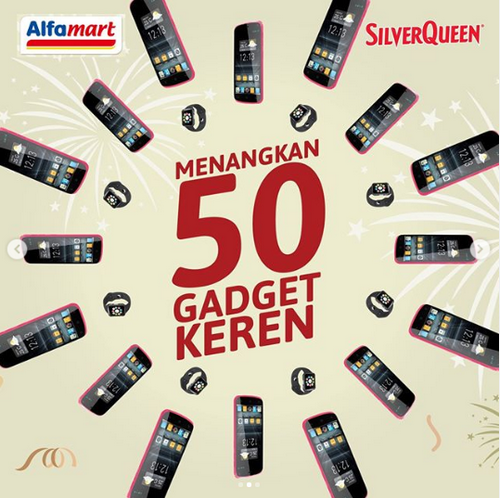 Alfamart
SILVERQUEEN
MENANGKAN
50
GADGET
KEREN